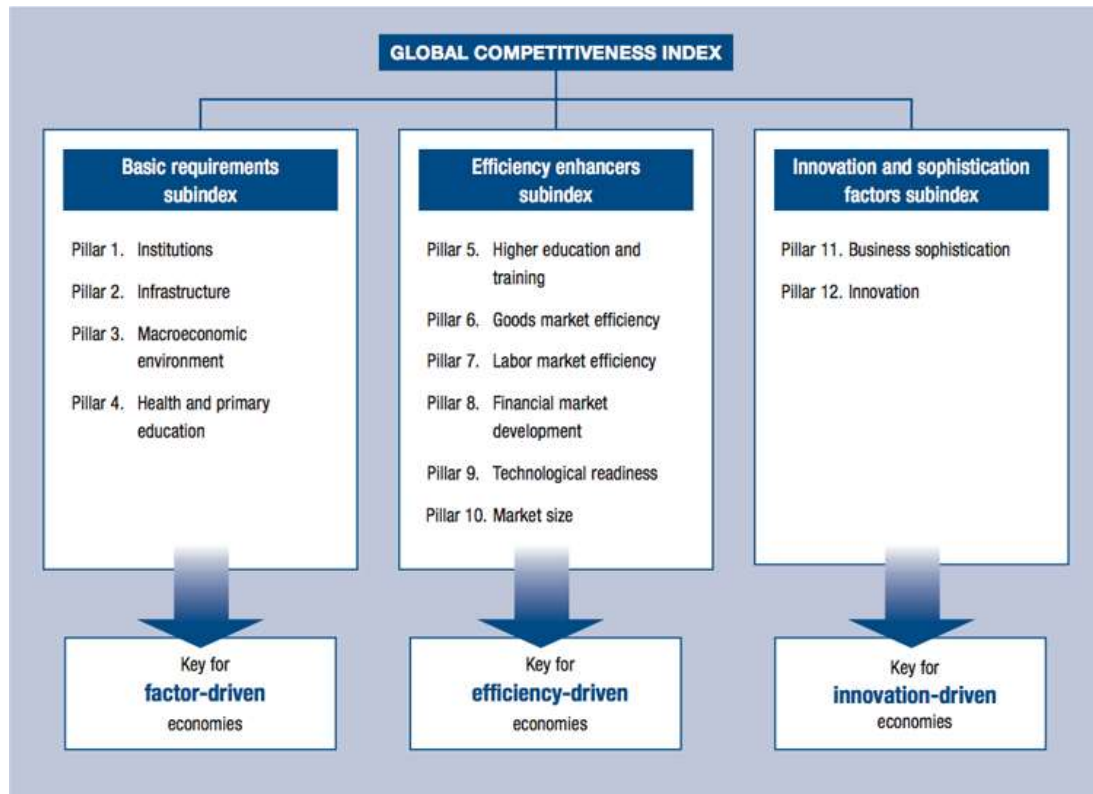 GLOBAL COMPETITIVENESS INDEX
Basic requirements
subindex
Pillar 1. Institutions
Pillar 2. Infrastructure
Pillar 3. Macroeconomic
environment
Pillar 4. Health and primary
education
Key for
factor-driven
economies
Efficiency enhancers
subindex
Pillar 5. Higher education and
training
Pillar 6. Goods market efficiency
Pillar 7. Labor market efficiency
Pillar 8. Financial market
development
Pillar 9. Technological readiness
Pillar 10. Market size
Key for
efficiency-driven
economies
Innovation and sophistication
factors subindex
Pillar 11. Business sophistication
Pillar 12. Innovation
Key for
innovation-driven
economies